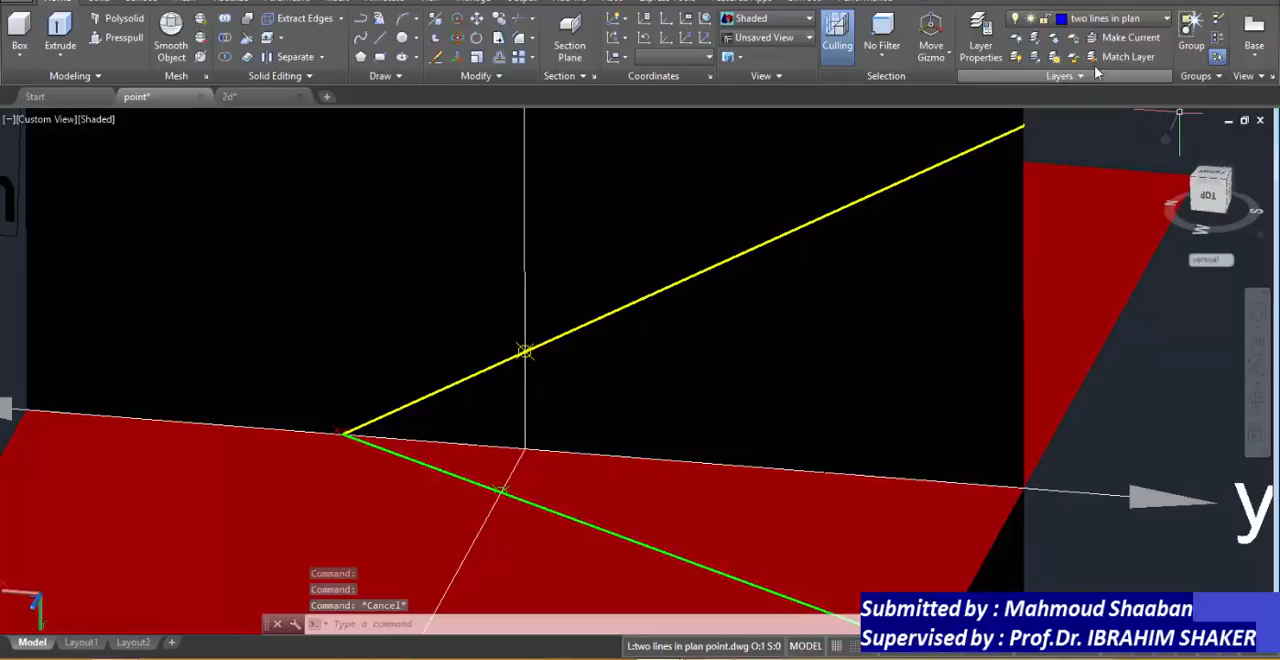 Polysolid
Extract Edges
Shaded
two lines in plan
Presspull
Unsaved View
Make Current
Box
Extrude
Smooth
Object
Separate
Section
Plane
Culling
No Filter
Move
Gizmo
Layer
Properties
Match Layer
Group
Base
Modeling
Mesh
Solid Editing
Draw
Modify
Section
Coordinates
View
Selection
Layers
Groups
View
Start
point*
2d*
[−][Custom View][Shaded]
TOP
N
S
W
vernoal
y
Command:
Command:
Command: *Cancel*
Type a command
Submitted by : Mahmoud Shaaban
Supervised by : Prof.Dr. IBRAHIM SHAKER
Model
Layout1
Layout2
L:two lines in plan point.dwg O:1 S:0
MODEL